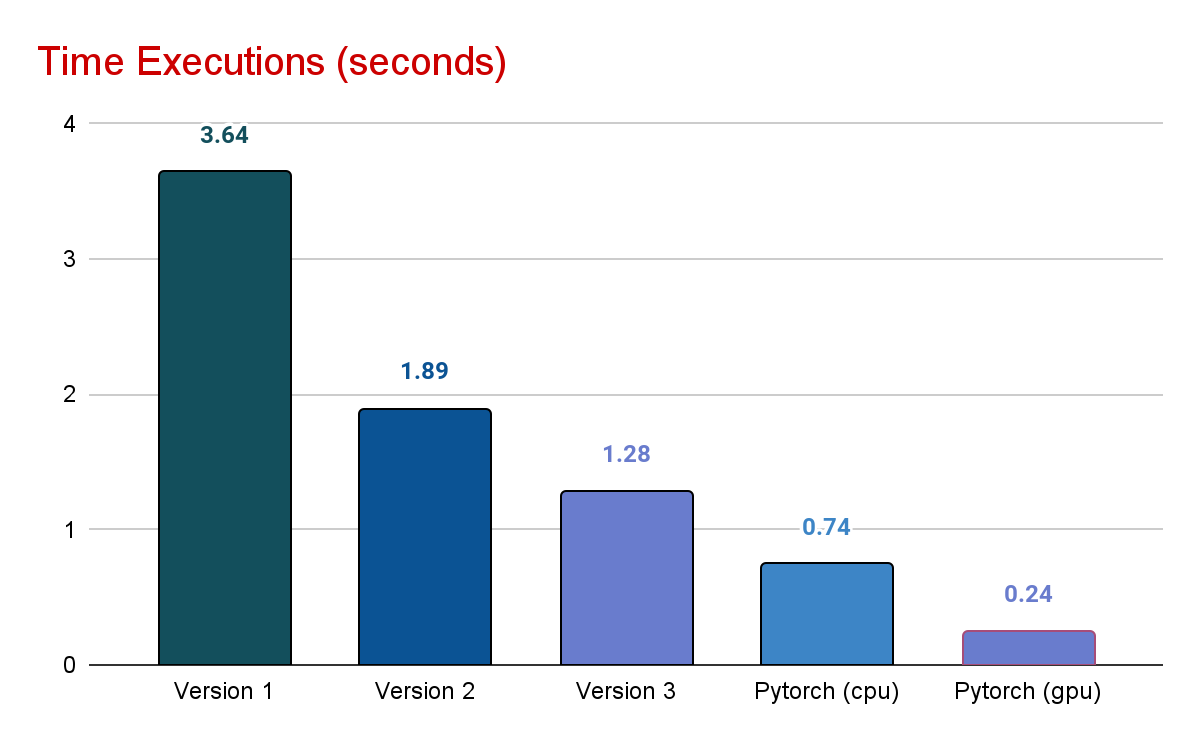 Time Executions (seconds)
4
3.64
3
2
1.89
1.28
1
0.74
0.24
0
Version 1
Version 2
Version 3
Pytorch (cpu)
Pytorch (gpu)